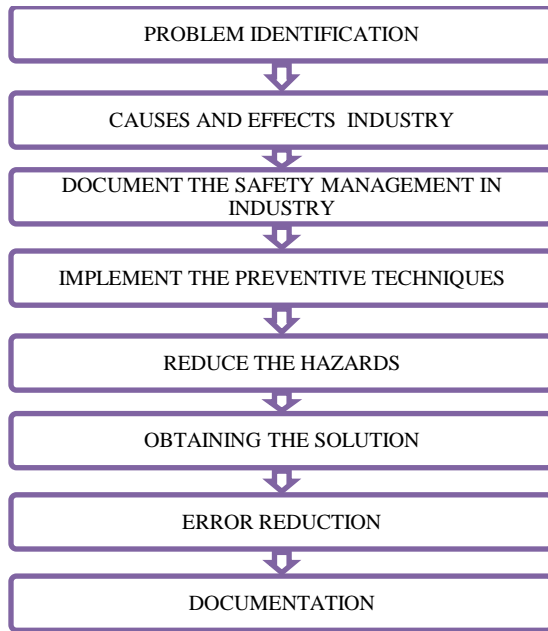 PROBLEM IDENTIFICATION
CAUSES AND EFFECTS INDUSTRY
DOCUMENT THE SAFETY MANAGEMENT IN
INDUSTRY
IMPLEMENT THE PREVENTIVE TECHNIQUES
REDUCE THE HAZARDS
OBTAINING THE SOLUTION
ERROR REDUCTION
DOCUMENTATION